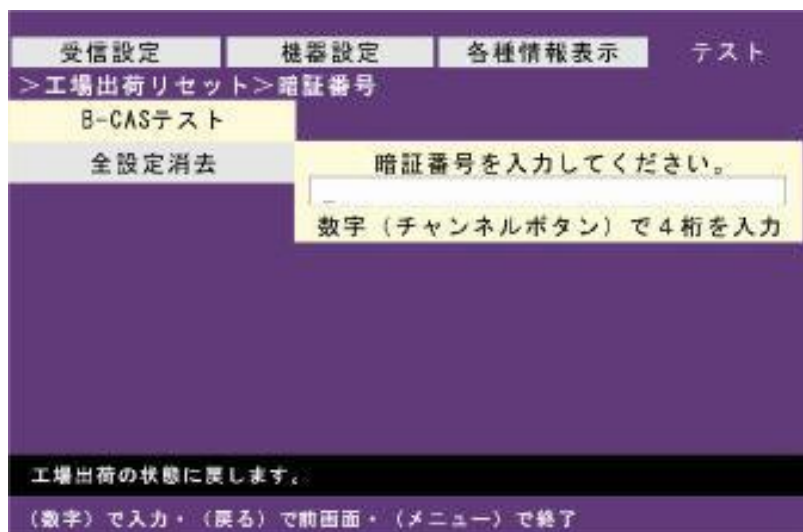 受信設定 機器設定 各種情報表示 テスト
>工場出荷リセット>暗証番号
B-CASテスト
全設定消去
暗証番号を入力してください。
_
数字（チャンネルボタン）で4桁を入力
工場出荷の状態に戻します。
（数字）で入力・（戻る）で前画面・（メニュー）で終了